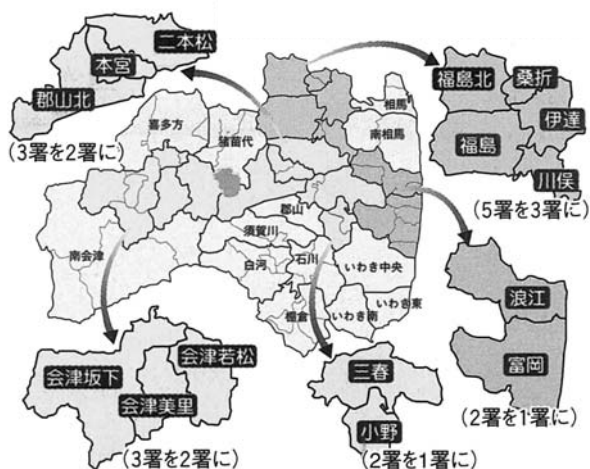 二本松
本宮
郡山北
(3署を2署に)
福島北
桑折
伊達
福島
川俣
(5署を3署に)
相馬
南相馬
喜多方
猪苗代
郡山
須賀川
南会津
白河
石川
いわき中央
棚倉
いわき南
いわき東
浪江
富岡
(2署を1署に)
会津若松
会津坂下
会津美里
(3署を2署に)
三春
小野
(2署を1署に)